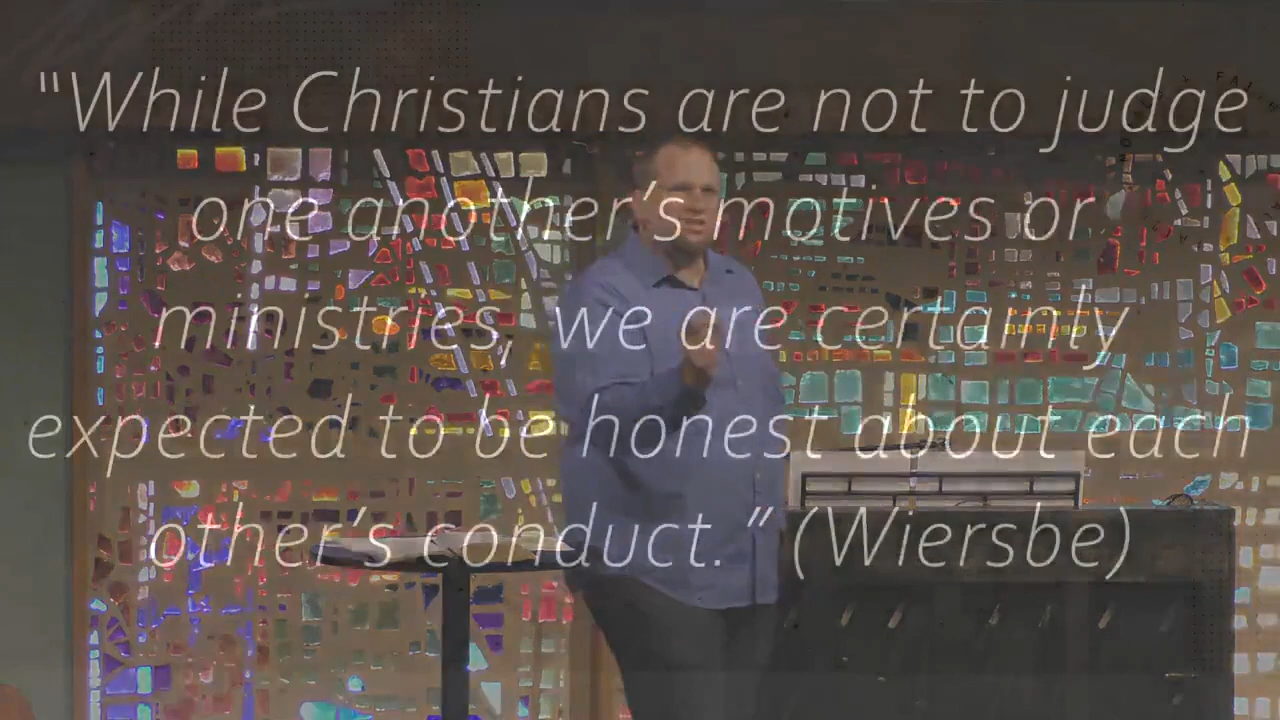 "While Christians are not to judge
one another's motives or
ministries, we are certainly
expected to be honest about each
other's conduct.” (Wiersbe)